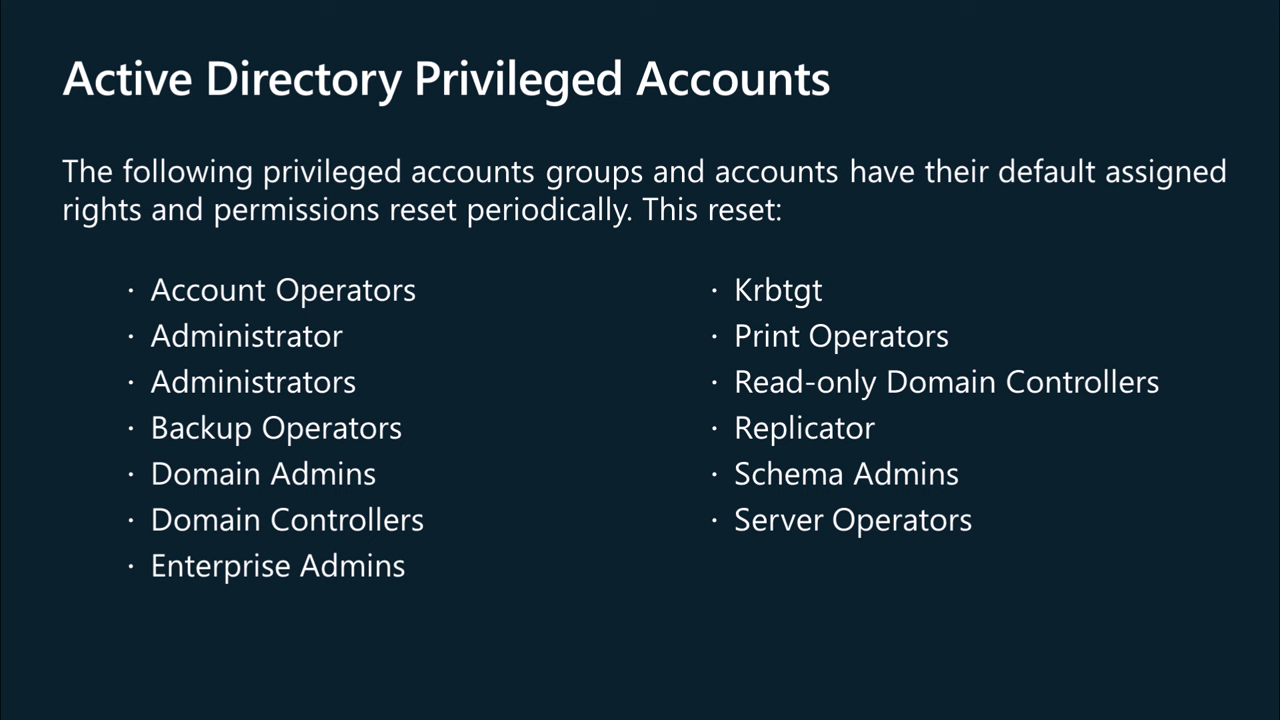 Active Directory Privileged Accounts
The following privileged accounts groups and accounts have their default assigned
rights and permissions reset periodically. This reset:
· Account Operators
· Administrator
· Administrators
· Backup Operators
· Domain Admins
· Domain Controllers
· Enterprise Admins
· Krbtgt
· Print Operators
· Read-only Domain Controllers
· Replicator
· Schema Admins
· Server Operators